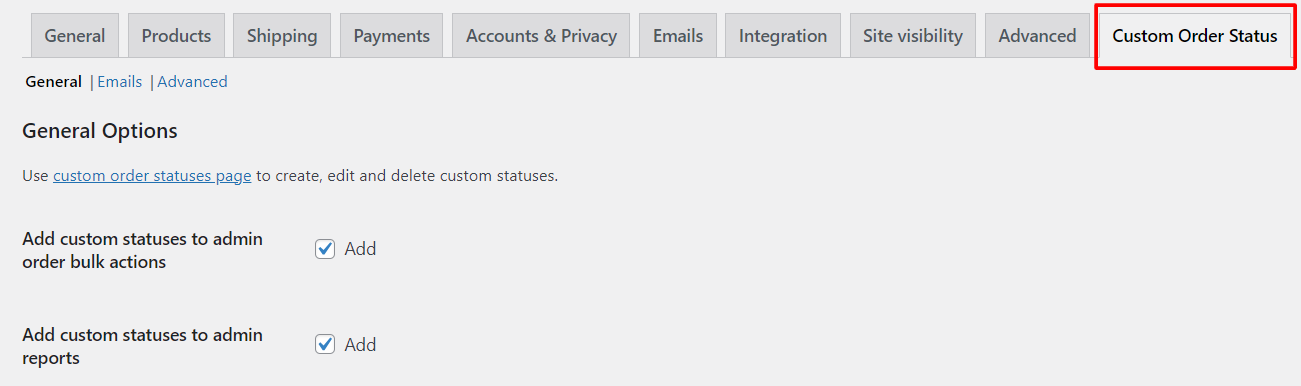 General Products Shipping Payments Accounts & Privacy Emails Integration Site visibility Advanced Custom Order Status
General | Emails | Advanced
General Options
Use custom order statuses page to create, edit and delete custom statuses.
Add custom statuses to admin
order bulk actions
Add
Add custom statuses to admin
reports
Add